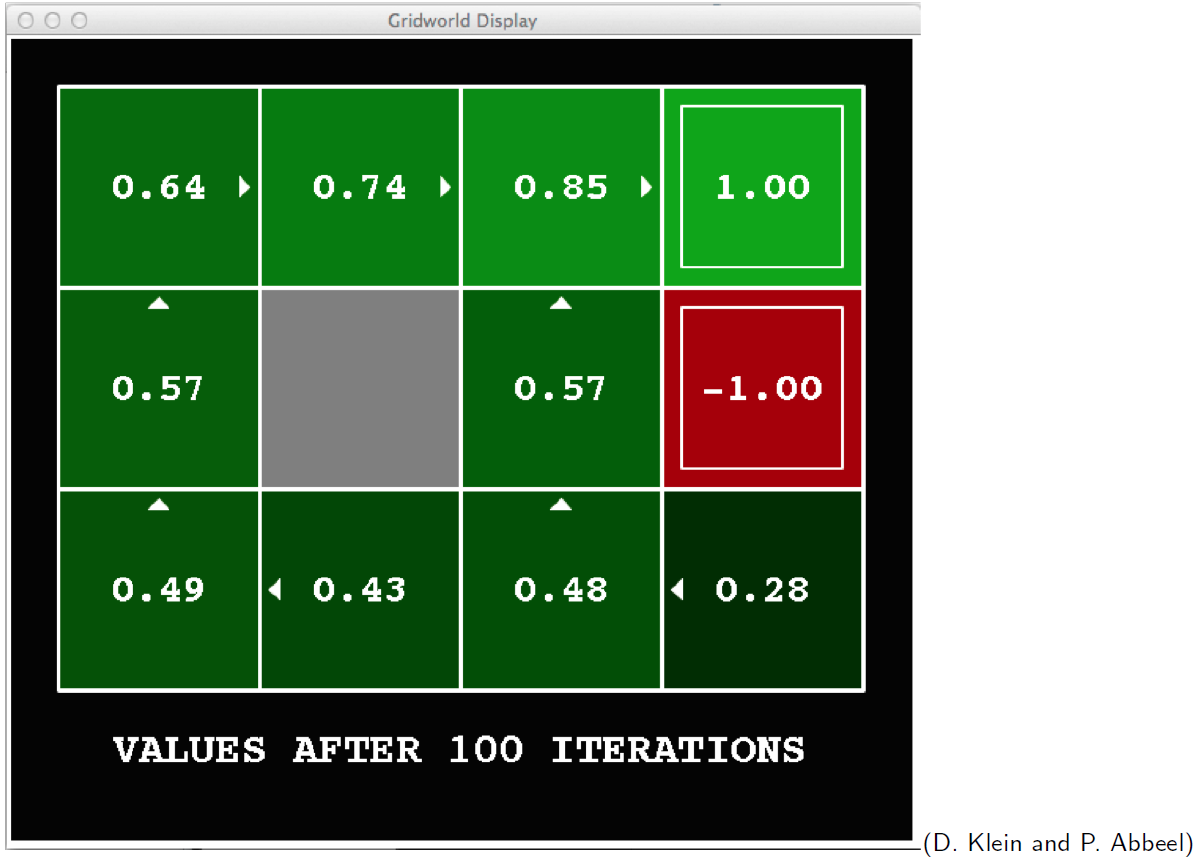 Gridworld Display
0.64 0.74 0.85 1.00
0.57 0.57 -1.00
0.49 0.43 0.48 0.28
VALUES AFTER 100 ITERATIONS
(D. Klein and P. Abbeel)